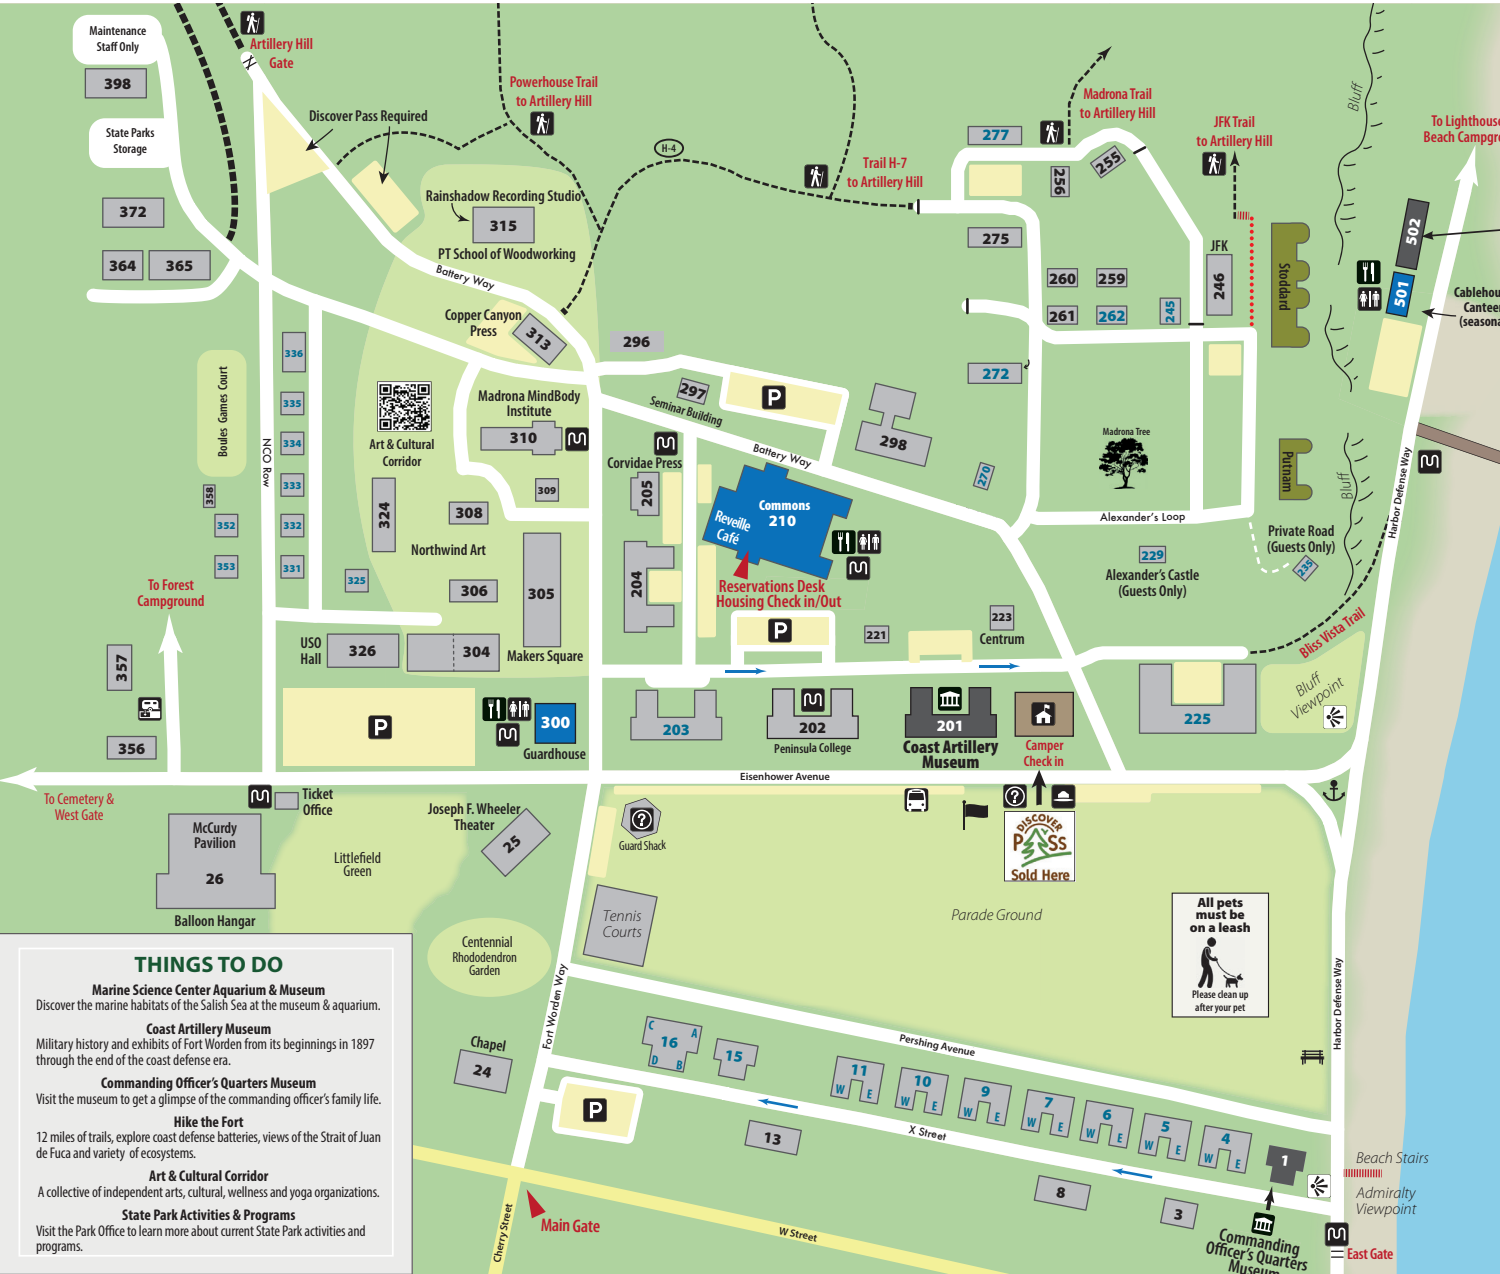 Maintenance
Staff Only
398
State Parks
Storage
372
364
365
Artillery Hill
Gate
Discover Pass Required
Powerhouse Trail
to Artillery Hill
H-4
Trail H-7
to Artillery Hill
Madrona Trail
to Artillery Hill
JFK Trail
to Artillery Hill
Bluff
To Lighthouse
Beach Campgro
Rainshadow Recording Studio
315
PT School of Woodworking
Battery Way
Copper Canyon
Press
313
296
277
255
256
275
260
259
261
262
245
JFK
246
Stoddard
502
501
Cablehou
Cantee
(seasona
272
336
335
334
333
332
331
Boules Games Court
NCO Row
358
352
353
325
Art & Cultural
Corridor
324
Madrona MindBody
Institute
310
309
308
Northwind Art
306
305
297
Seminar Building
P
298
Battery Way
Corvidae Press
205
204
Commons
210
Reveille
Café
Reservations Desk
Housing Check in/Out
270
Madrona Tree
Alexander's Loop
Putnam
Bluff
Harbor Defense Way
229
Alexander's Castle
(Guests Only)
Private Road
(Guests Only)
235
Bliss Vista Trail
To Forest
Campground
357
356
USO
Hall
326
304
Makers Square
P
221
223
Centrum
P
300
Guardhouse
203
202
Peninsula College
201
Coast Artillery
Museum
Camper
Check in
225
Bluff
Viewpoint
Eisenhower Avenue
To Cemetery &
West Gate
Ticket
Office
McCurdy
Pavilion
26
Balloon Hangar
Littlefield
Green
Joseph F. Wheeler
Theater
25
Guard Shack
DISCOVER
PASS
Sold Here
Tennis
Courts
Parade Ground
All pets
must be
on a leash
Please clean up
after your pet
Centennial
Rhododendron
Garden
Fort Worden Way
Harbor Defense Way
Chapel
24
C
A
16
D
B
15
Pershing Avenue
11
W
E
10
W
E
9
W
E
7
W
E
6
W
E
5
W
E
4
W
E
1
P
13
X Street
8
3
Beach Stairs
Admiralty
Viewpoint
Commanding
Officer's Quarters
Museum
East Gate
Main Gate
Cherry Street
W Street
THINGS TO DO
Marine Science Center Aquarium & Museum
Discover the marine habitats of the Salish Sea at the museum & aquarium.
Coast Artillery Museum
Military history and exhibits of Fort Worden from its beginnings in 1897
through the end of the coast defense era.
Commanding Officer's Quarters Museum
Visit the museum to get a glimpse of the commanding officer's family life.
Hike the Fort
12 miles of trails, explore coast defense batteries, views of the Strait of Juan
de Fuca and variety of ecosystems.
Art & Cultural Corridor
A collective of independent arts, cultural, wellness and yoga organizations.
State Park Activities & Programs
Visit the Park Office to learn more about current State Park activities and
programs.